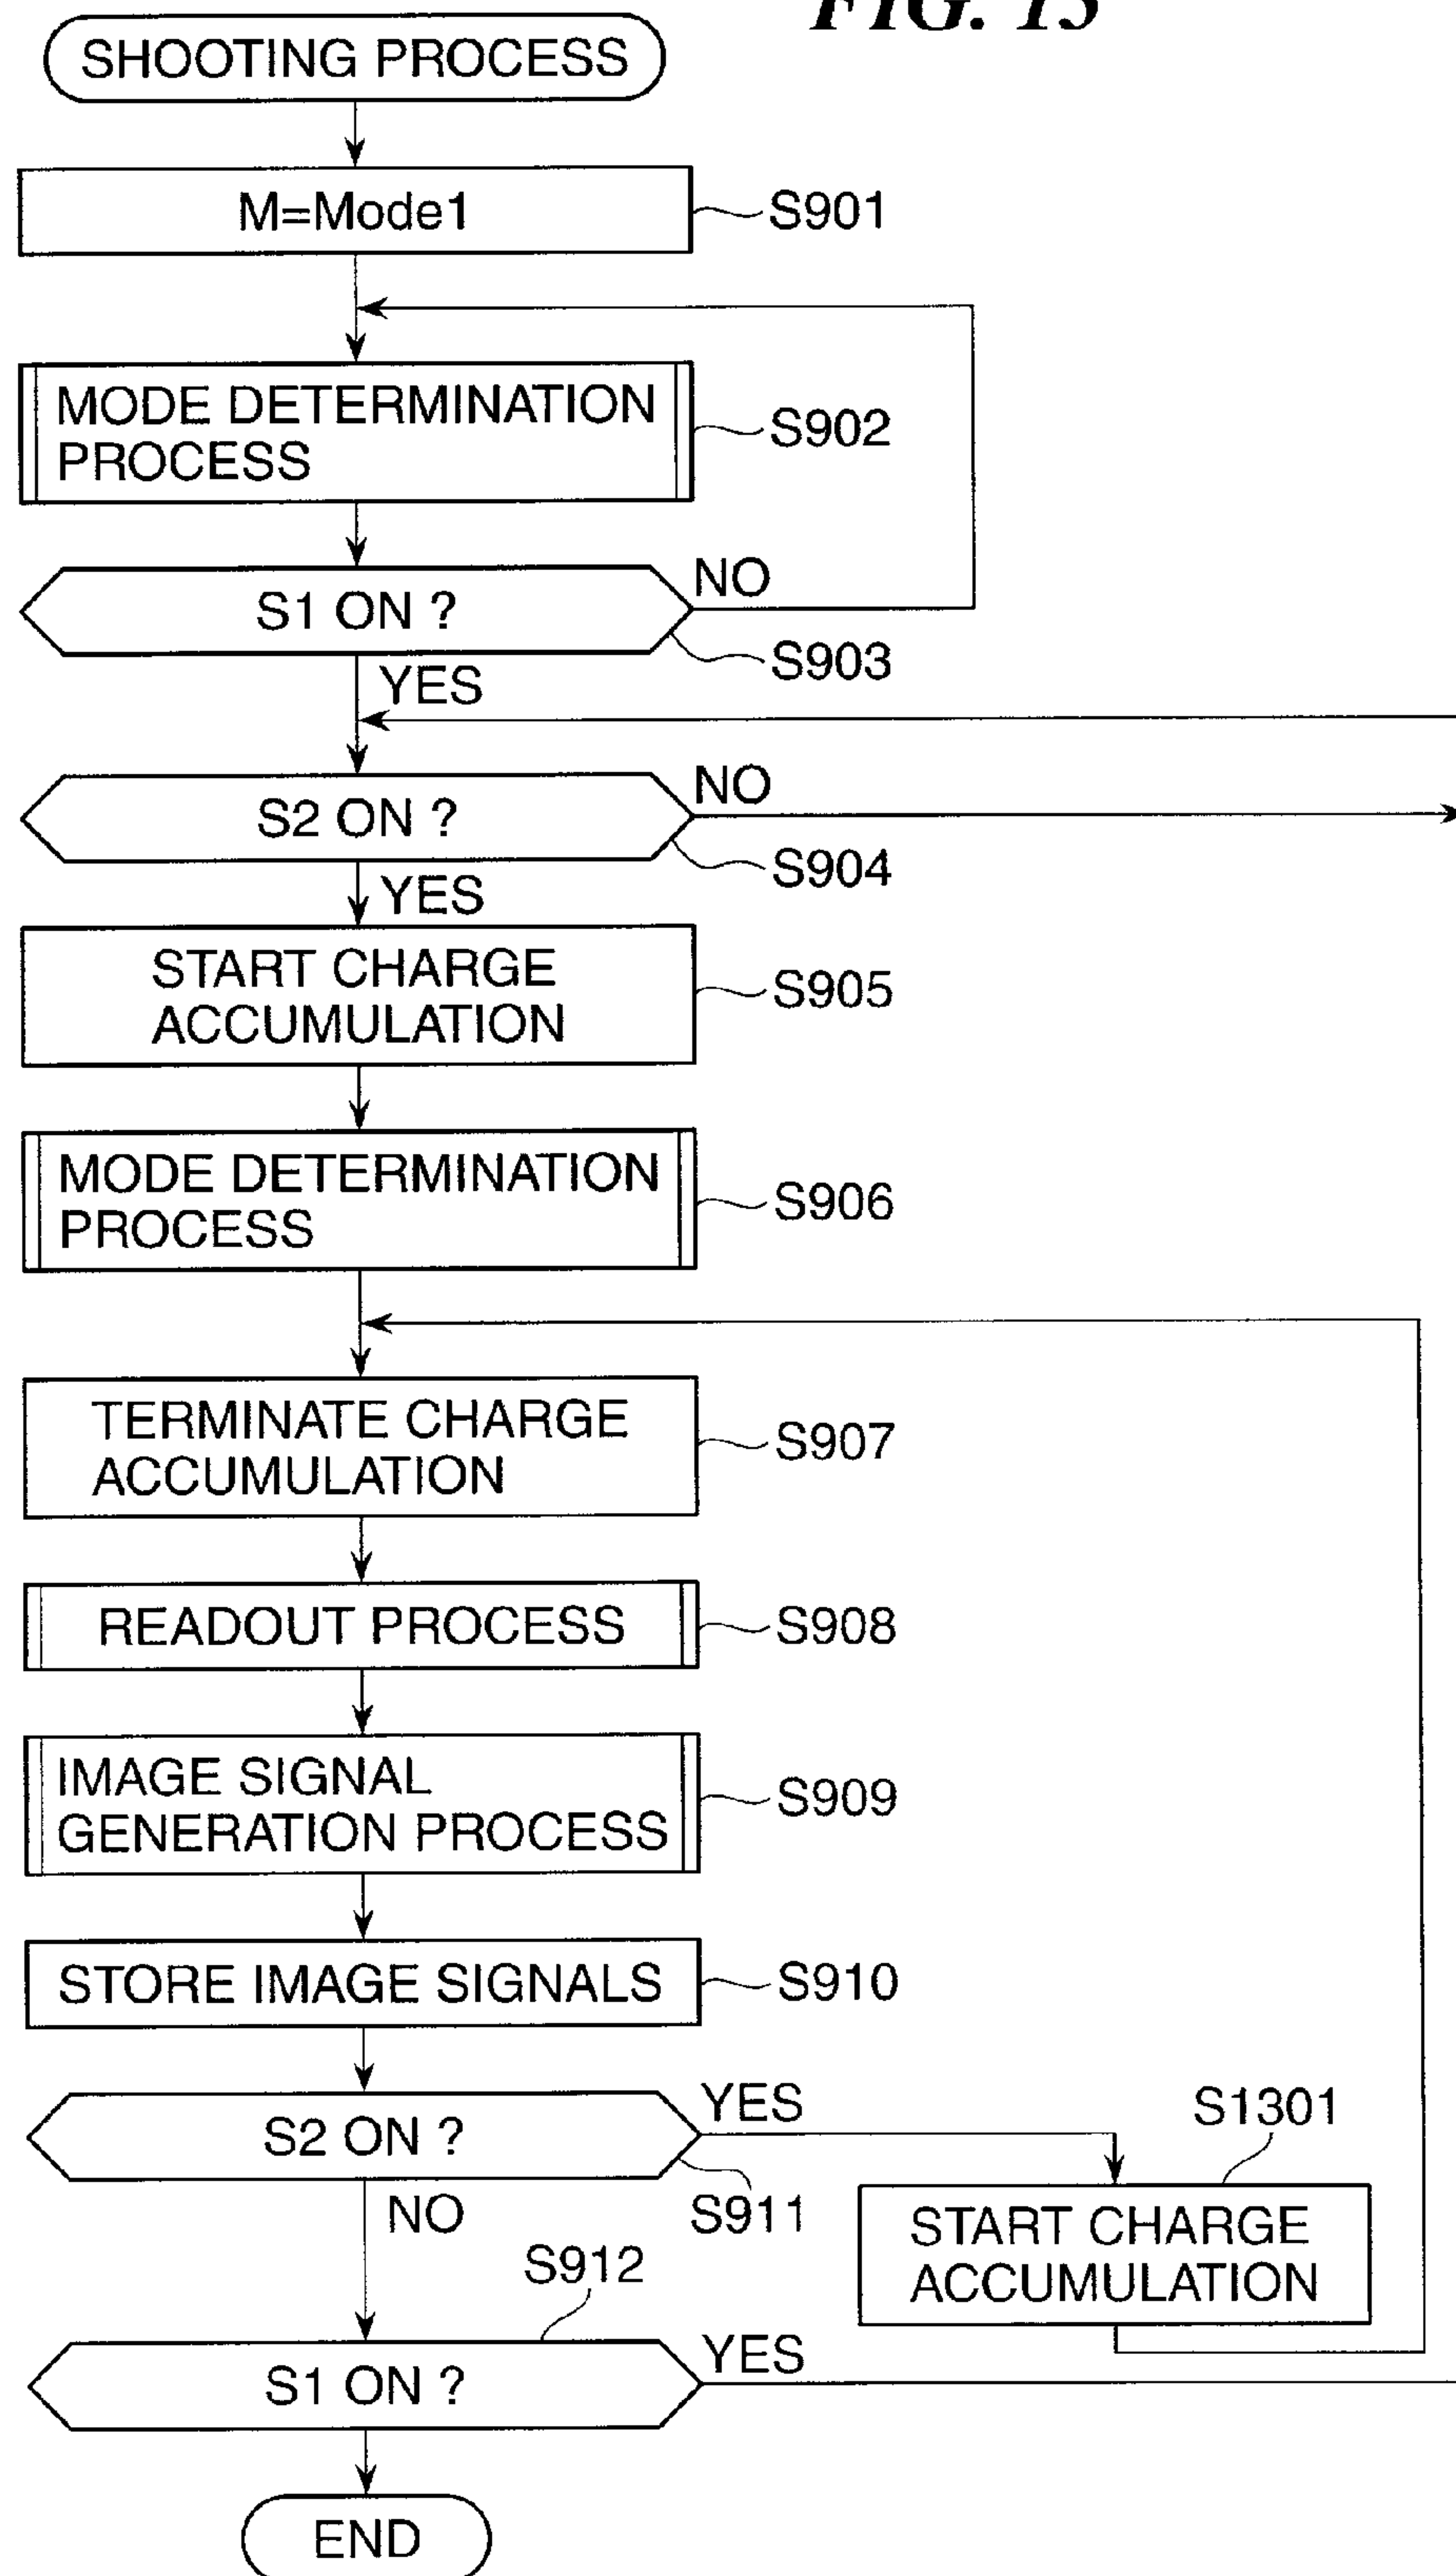 FIG. 13
SHOOTING PROCESS
M=Mode1
S901
MODE DETERMINATION
PROCESS
S902
S1 ON ?
NO
S903
YES
S2 ON ?
NO
S904
YES
START CHARGE
ACCUMULATION
S905
MODE DETERMINATION
PROCESS
S906
TERMINATE CHARGE
ACCUMULATION
S907
READOUT PROCESS
S908
IMAGE SIGNAL
GENERATION PROCESS
S909
STORE IMAGE SIGNALS
S910
S2 ON ?
YES
S911
NO
S1301
START CHARGE
ACCUMULATION
S912
S1 ON ?
YES
END